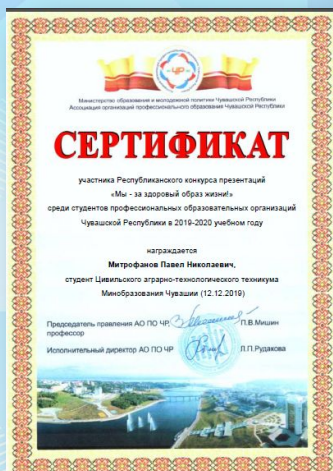 ЧР
Министерство образования и молодежной политики Чувашской Республики
Ассоциация организаций профессионального образования Чувашской Республики
СЕРТИФИКАТ
участника Республиканского конкурса презентаций
«Мы - за здоровый образ жизни!»
среди студентов профессиональных образовательных организаций
Чувашской Республики в 2019-2020 учебном году
награждается
Митрофанов Павел Николаевич,
студент Цивильского аграрно-технологического техникума
Минобразования Чувашии (12.12.2019)
Председатель правления АО ПО ЧР, П.В.Мишин
профессор
Исполнительный директор АО ПО ЧР Л.П.Рудакова